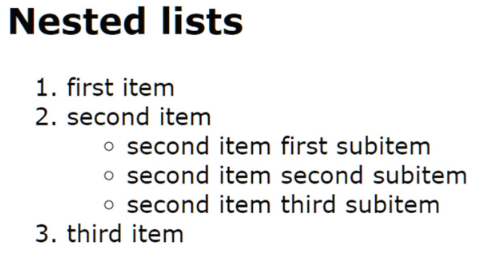 Nested lists
1. first item
2. second item
◦ second item first subitem
◦ second item second subitem
◦ second item third subitem
3. third item